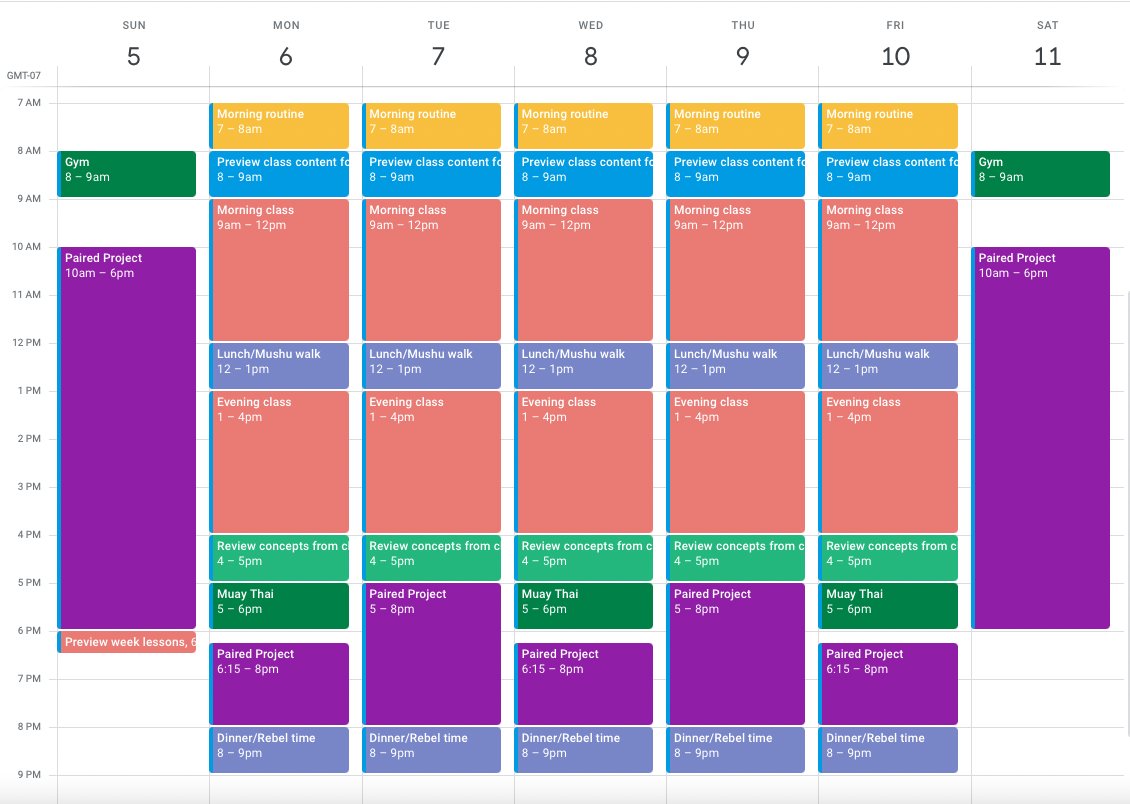 SUN
MON
TUE
WED
THU
FRI
SAT
5
6
7
8
9
10
11
GMT-07
7 AM
8 AM
9 AM
10 AM
11 AM
12 PM
1 PM
2 PM
3 PM
4 PM
5 PM
6 PM
7 PM
8 PM
9 PM
Gym
8 – 9am
Paired Project
10am – 6pm
Preview week lessons, 6
Morning routine
7 – 8am
Preview class content fo
8 – 9am
Morning class
9am – 12pm
Lunch/Mushu walk
12 – 1pm
Evening class
1 – 4pm
Review concepts from c
4 – 5pm
Muay Thai
5 – 6pm
Paired Project
6:15 – 8pm
Dinner/Rebel time
8 – 9pm
Morning routine
7 – 8am
Preview class content fo
8 – 9am
Morning class
9am – 12pm
Lunch/Mushu walk
12 – 1pm
Evening class
1 – 4pm
Review concepts from c
4 – 5pm
Paired Project
5 – 8pm
Dinner/Rebel time
8 – 9pm
Morning routine
7 – 8am
Preview class content fo
8 – 9am
Morning class
9am – 12pm
Lunch/Mushu walk
12 – 1pm
Evening class
1 – 4pm
Review concepts from c
4 – 5pm
Muay Thai
5 – 6pm
Paired Project
6:15 – 8pm
Dinner/Rebel time
8 – 9pm
Morning routine
7 – 8am
Preview class content fo
8 – 9am
Morning class
9am – 12pm
Lunch/Mushu walk
12 – 1pm
Evening class
1 – 4pm
Review concepts from c
4 – 5pm
Paired Project
5 – 8pm
Dinner/Rebel time
8 – 9pm
Morning routine
7 – 8am
Preview class content fo
8 – 9am
Morning class
9am – 12pm
Lunch/Mushu walk
12 – 1pm
Evening class
1 – 4pm
Review concepts from c
4 – 5pm
Muay Thai
5 – 6pm
Paired Project
6:15 – 8pm
Dinner/Rebel time
8 – 9pm
Gym
8 – 9am
Paired Project
10am – 6pm